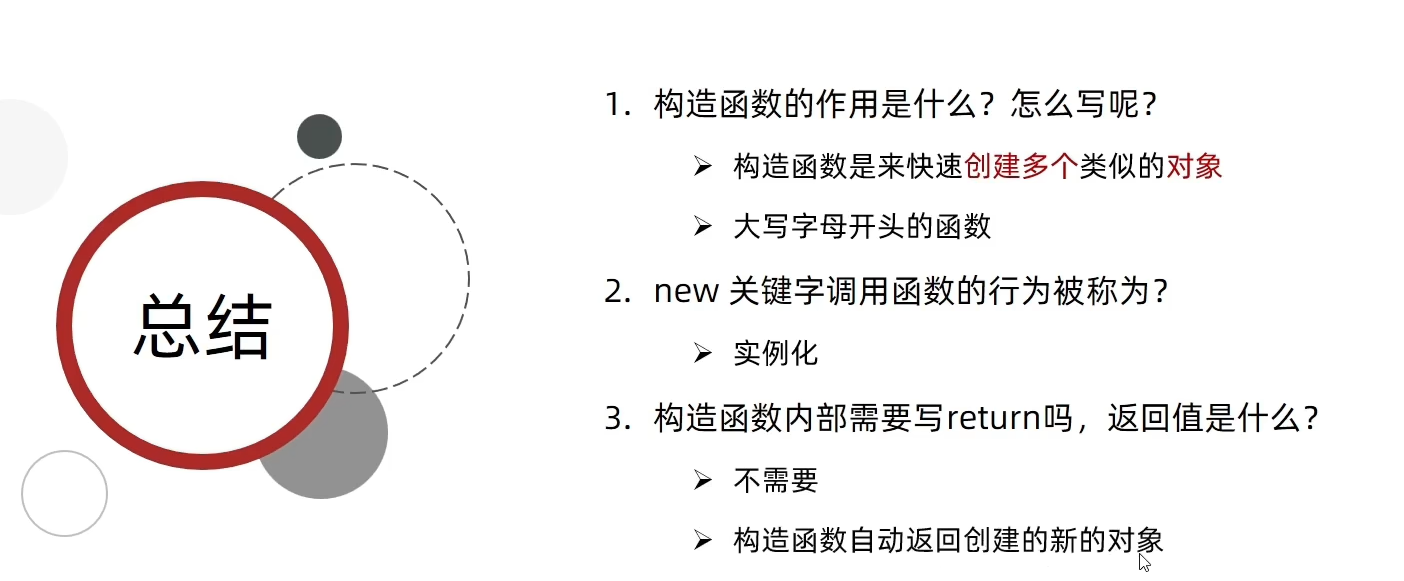 总结
1. 构造函数的作用是什么？怎么写呢？
➢ 构造函数是来快速创建多个类似的对象
➢ 大写字母开头的函数
2. new 关键字调用函数的行为被称为？
➢ 实例化
3. 构造函数内部需要写return吗，返回值是什么？
➢ 不需要
➢ 构造函数自动返回创建的新的对象